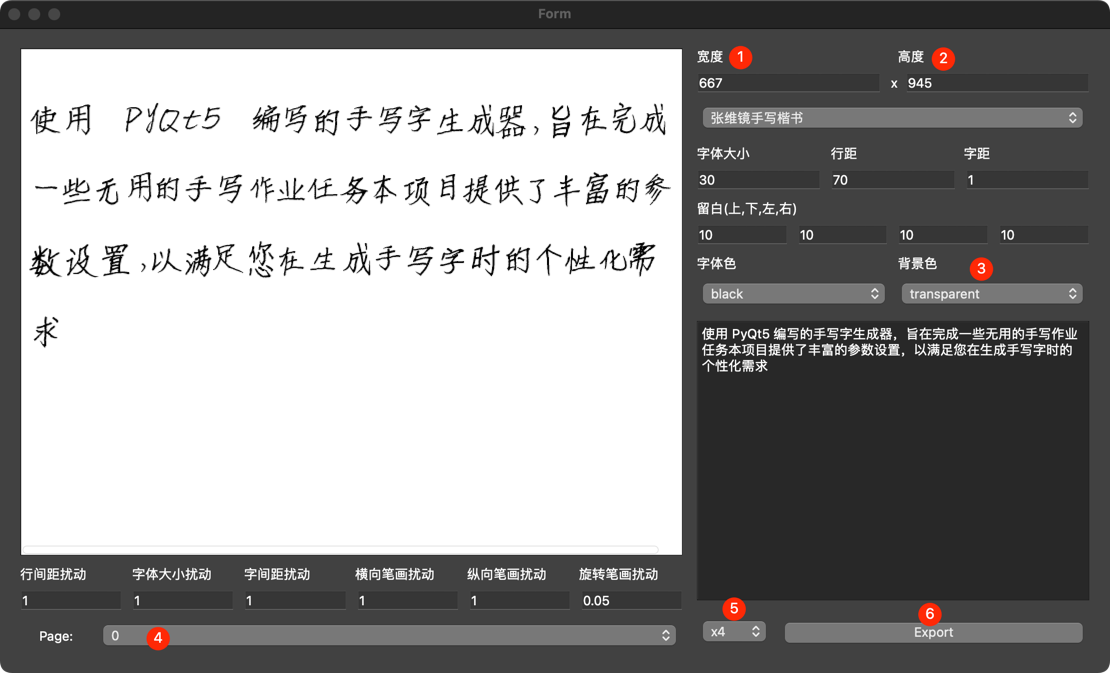 Form
使用 PYQt5 编写的手写字生成器,旨在完成
一些无用的手写作业任务本项目提供了丰富的参
数设置,以满足您在生成手写字时的个性化需
求
宽度 1 高度 2
667 x 945
张维镜手写楷书
字体大小 行距 字距
30 70 1
留白(上,下,左,右)
10 10 10 10
字体色 背景色 3
black transparent
使用 PyQt5 编写的手写字生成器，旨在完成一些无用的手写作业
任务本项目提供了丰富的参数设置，以满足您在生成手写字时的
个性化需求
行间距扰动 字体大小扰动 字间距扰动 横向笔画扰动 纵向笔画扰动 旋转笔画扰动
1 1 1 1 1 0.05
Page: 0 4
x4 5 Export 6